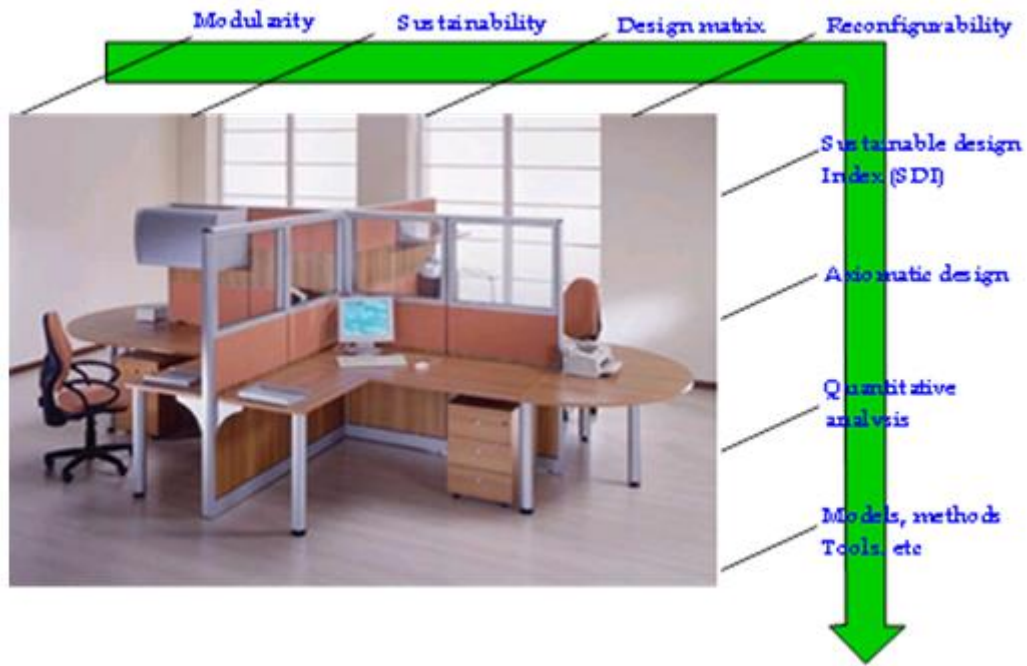 Modularity
Sustainability
Design matrix
Reconfigurability
Sustainable design
Index (SDI)
Axiomatic design
Quantitative
analysis
Models, methods
Tools, etc